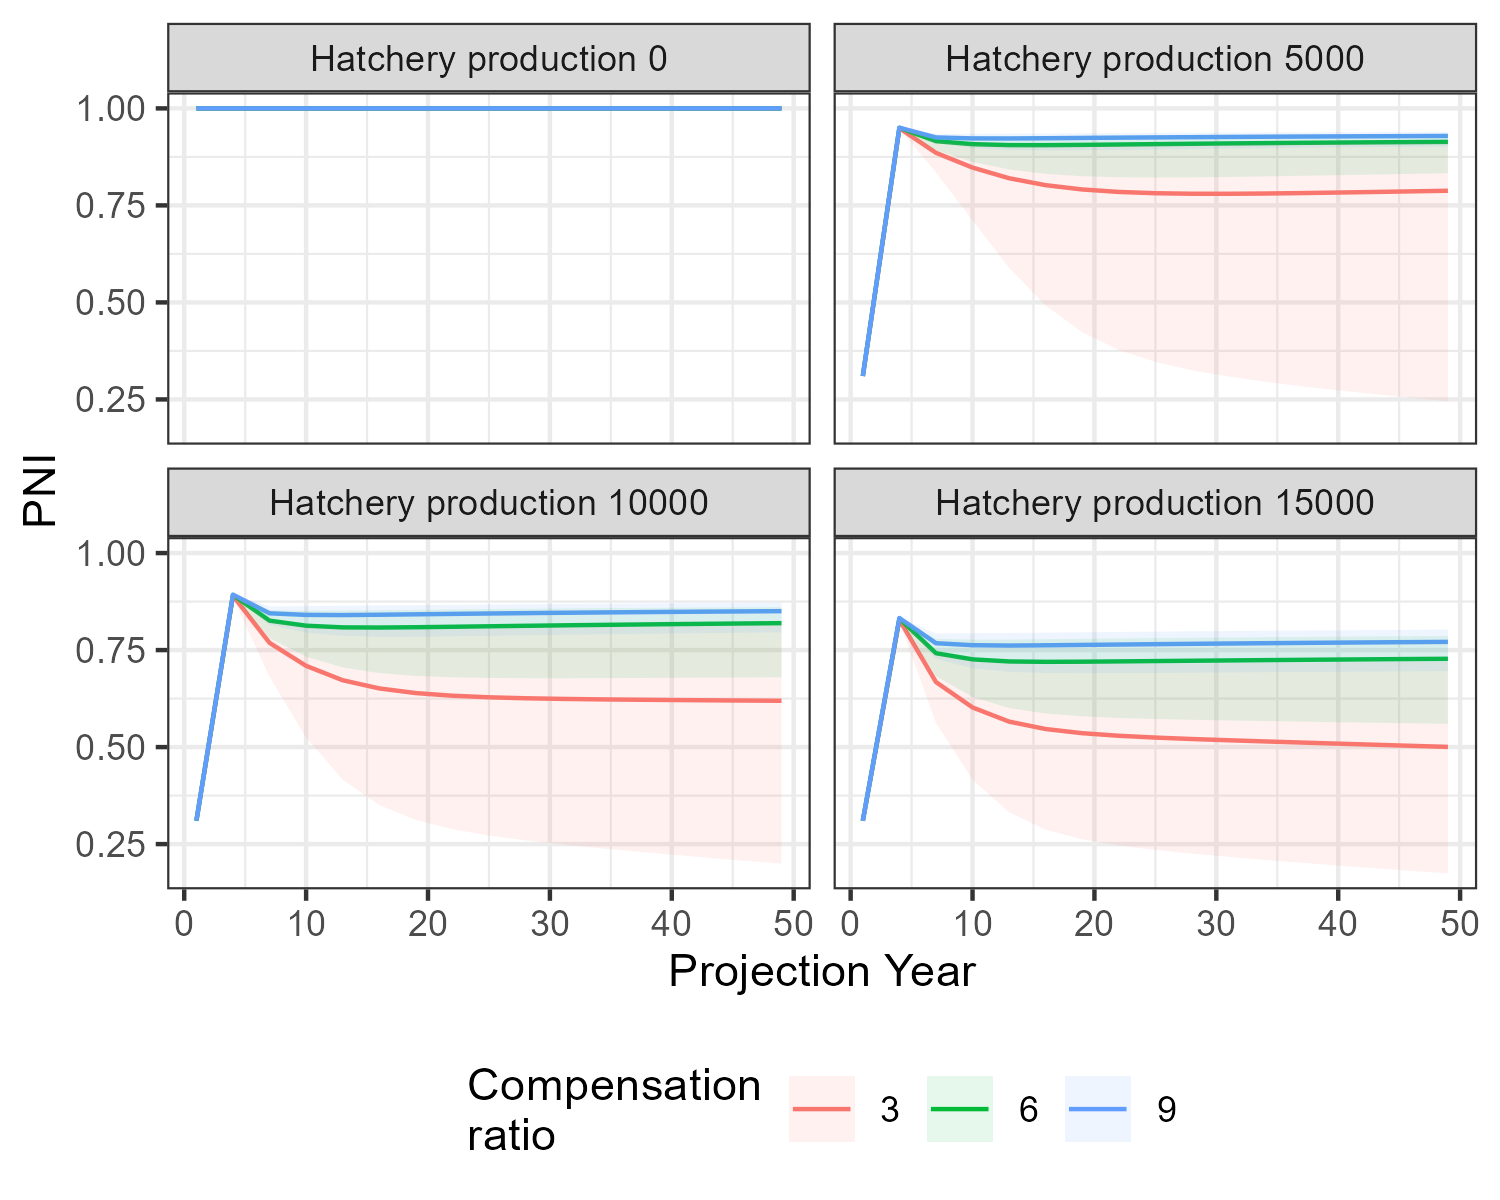 Hatchery production 0
Hatchery production 5000
1.00
0.75
0.50
0.25
PNI
Hatchery production 10000
Hatchery production 15000
1.00
0.75
0.50
0.25
0 10 20 30 40 50
0 10 20 30 40 50
Projection Year
Compensation
ratio
3 6 9